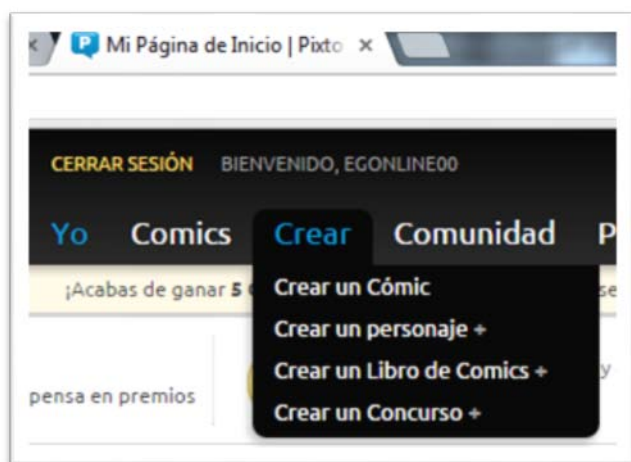 Mi Página de Inicio | Pixto
CERRAR SESIÓN BIENVENIDO, EGONLINE00
Yo Comics Crear Comunidad P
¡Acabas de ganar 5 se
Crear un Cómic
Crear un personaje +
Crear un Libro de Comics + y
pensa en premios
Crear un Concurso +